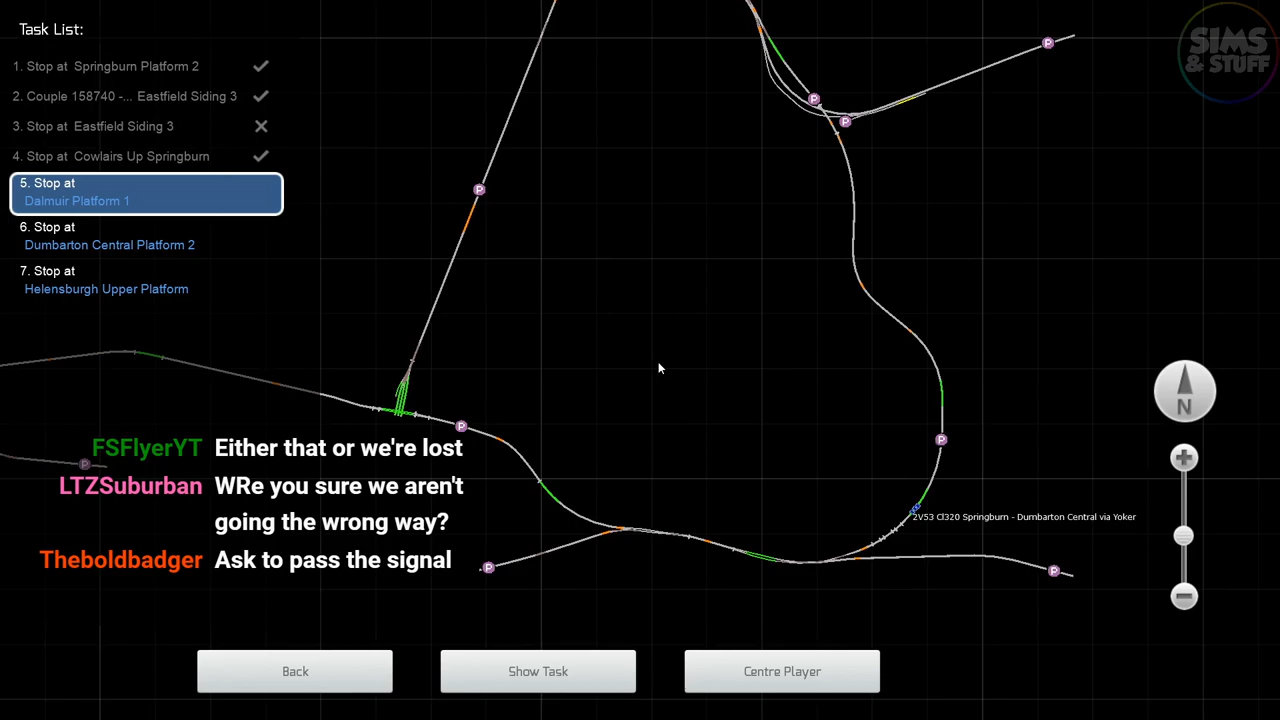 Task List:
SIMS
& STUFF
1. Stop at Springburn Platform 2
2. Couple 158740 -... Eastfield Siding 3
3. Stop at Eastfield Siding 3
4. Stop at Cowlairs Up Springburn
5. Stop at
Dalmuir Platform 1
6. Stop at
Dumbarton Central Platform 2
7. Stop at
Helensburgh Upper Platform
P
P
P
P
P
P
P
P
P
N
FSFlyerYT Either that or we're lost
LTZSuburban WRe you sure we aren't
going the wrong way?
Theboldbadger Ask to pass the signal
2V53 Cl320 Springburn - Dumbarton Central via Yoker
Back
Show Task
Centre Player